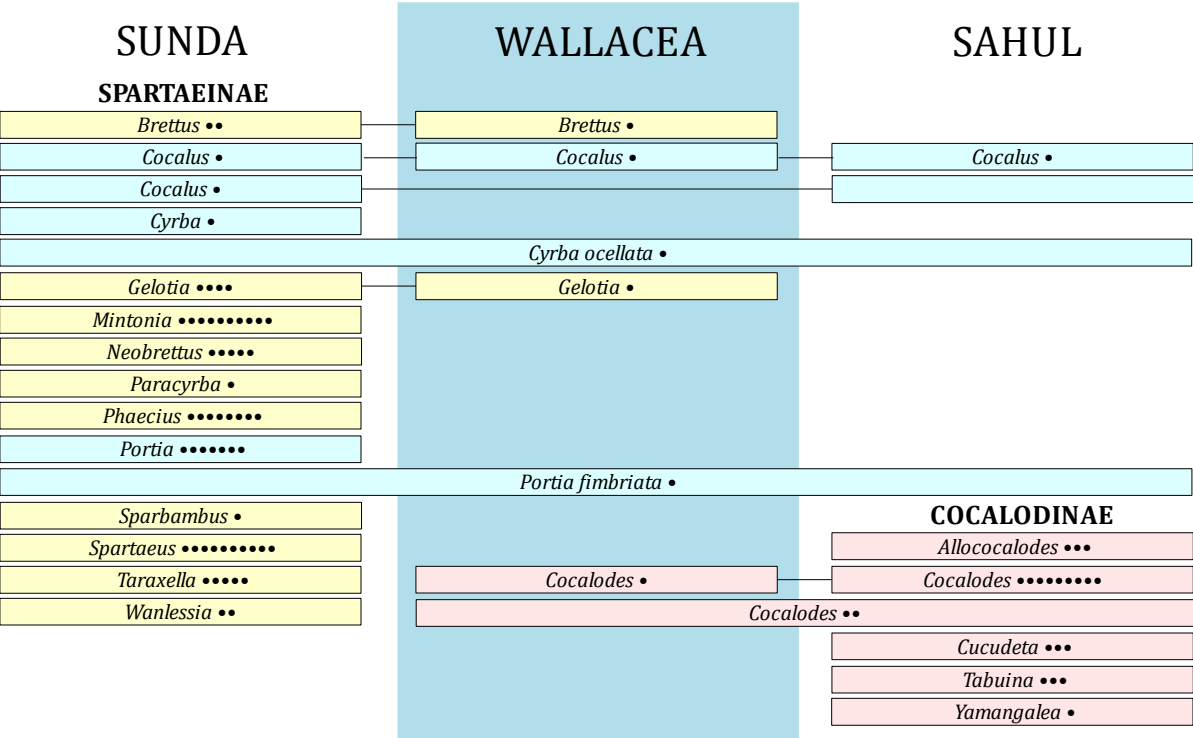 SUNDA WALLACEA SAHUL
SPARTAEINAE
Brettus •• Brettus •
Cocalus • Cocalus • Cocalus •
Cocalus •
Cyrba •
Cyrba ocellata •
Gelotia •••• Gelotia •
Mintonia ••••••••••
Neobrettus •••••
Paracyrba •
Phaecius ••••••••
Portia •••••••
Portia fimbriata •
Sparbambus • COCALODINAE
Spartaeus •••••••••• Allococalodes •••
Taraxella ••••• Cocalodes • Cocalodes •••••••••
Wanlessia •• Cocalodes ••
Cucudeta •••
Tabuina •••
Yamangalea •